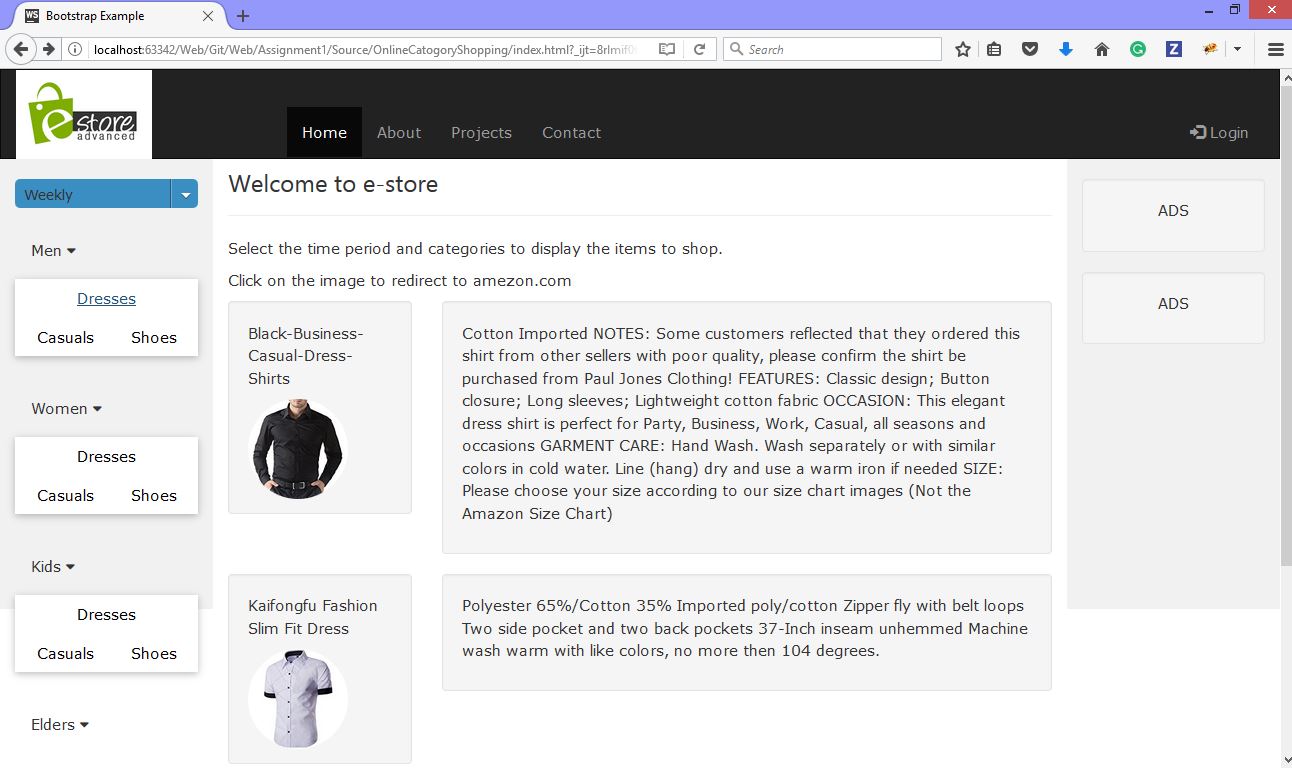 WS
Bootstrap Example
localhost:63342/Web/Git/Web/Assignment1/Source/OnlineCatogoryShopping/index.html?_ijt=8rlmif0
Search
Z
e store
advanced
Home
About
Projects
Contact
Login
Weekly
Men
Dresses
Casuals
Shoes
Women
Dresses
Casuals
Shoes
Kids
Dresses
Casuals
Shoes
Elders
Welcome to e-store
Select the time period and categories to display the items to shop.
Click on the image to redirect to amezon.com
Black-Business-
Casual-Dress-
Shirts
Cotton Imported NOTES: Some customers reflected that they ordered this
shirt from other sellers with poor quality, please confirm the shirt be
purchased from Paul Jones Clothing! FEATURES: Classic design; Button
closure; Long sleeves; Lightweight cotton fabric OCCASION: This elegant
dress shirt is perfect for Party, Business, Work, Casual, all seasons and
occasions GARMENT CARE: Hand Wash. Wash separately or with similar
colors in cold water. Line (hang) dry and use a warm iron if needed SIZE:
Please choose your size according to our size chart images (Not the
Amazon Size Chart)
Kaifongfu Fashion
Slim Fit Dress
Polyester 65%/Cotton 35% Imported poly/cotton Zipper fly with belt loops
Two side pocket and two back pockets 37-Inch inseam unhemmed Machine
wash warm with like colors, no more then 104 degrees.
ADS
ADS